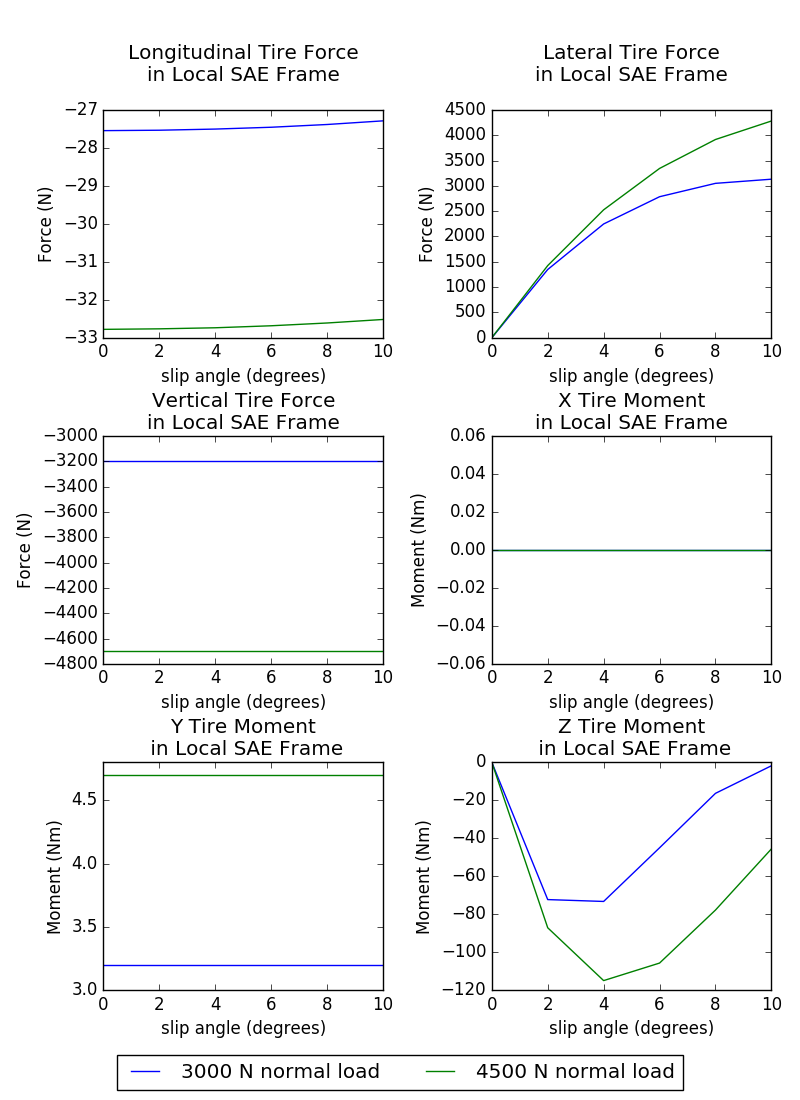 Longitudinal Tire Force
in Local SAE Frame
−27
−28
−29
−30
−31
−32
−33
Force (N)
0 2 4 6 8 10
slip angle (degrees)
Lateral Tire Force
in Local SAE Frame
4500
4000
3500
3000
2500
2000
1500
1000
500
0
Force (N)
0 2 4 6 8 10
slip angle (degrees)
Vertical Tire Force
in Local SAE Frame
−3000
−3200
−3400
−3600
−3800
−4000
−4200
−4400
−4600
−4800
Force (N)
0 2 4 6 8 10
slip angle (degrees)
X Tire Moment
in Local SAE Frame
0.06
0.04
0.02
0.00
−0.02
−0.04
−0.06
Moment (Nm)
0 2 4 6 8 10
slip angle (degrees)
Y Tire Moment
in Local SAE Frame
4.5
4.0
3.5
3.0
Moment (Nm)
0 2 4 6 8 10
slip angle (degrees)
Z Tire Moment
in Local SAE Frame
0
−20
−40
−60
−80
−100
−120
Moment (Nm)
0 2 4 6 8 10
slip angle (degrees)
3000 N normal load 4500 N normal load